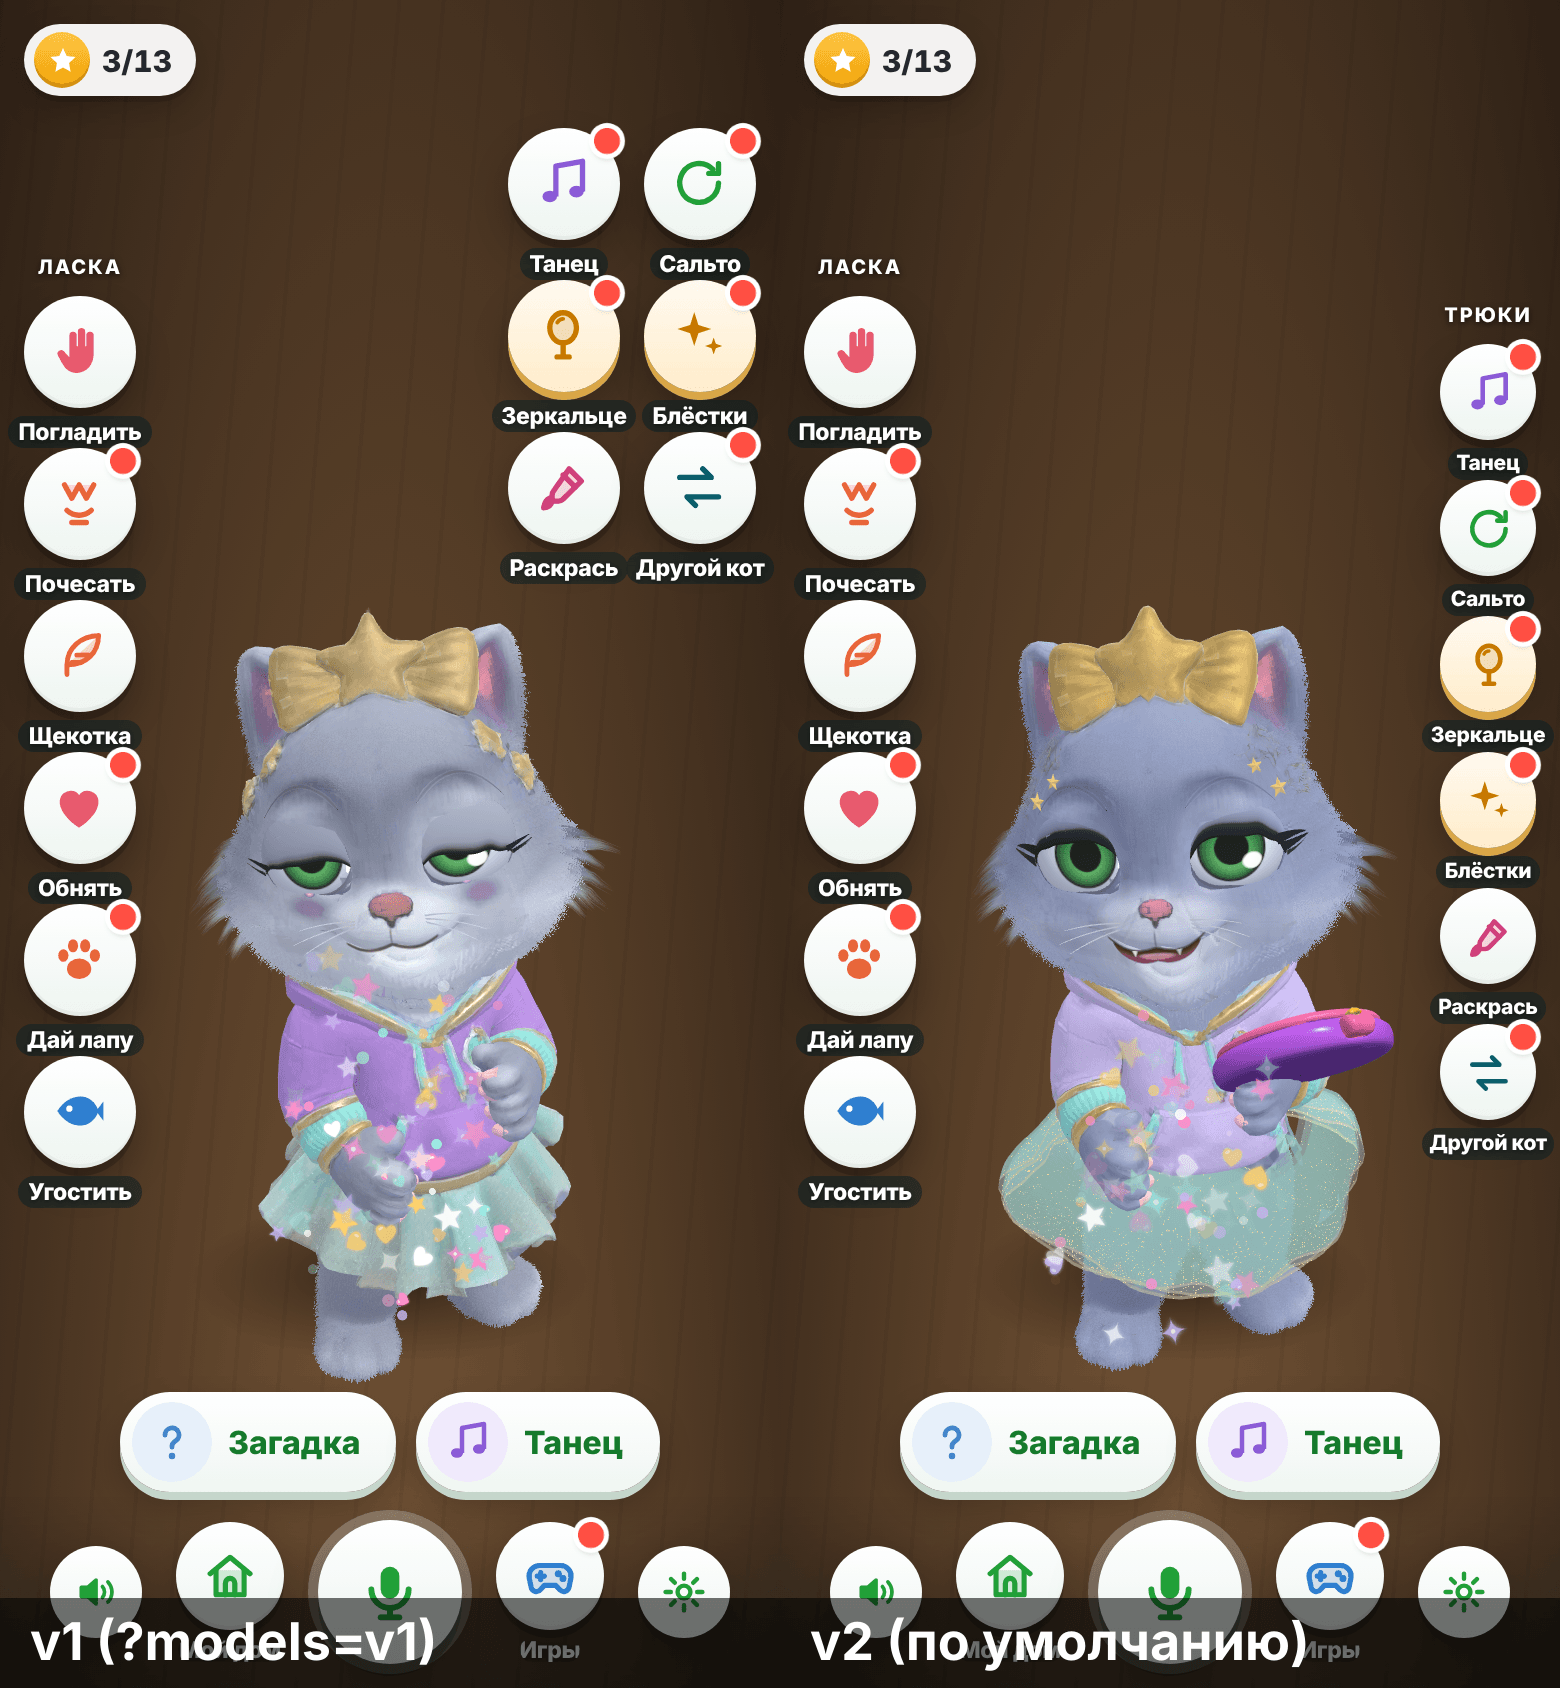 3/13
Танец
Сальто
ЛАСКА
Зеркальце
Блёстки
Погладить
Раскрась
Другой кот
Почесать
Щекотка
Обнять
Дай лапу
Угостить
? Загадка
Танец
Игры
v1 (?models=v1)
3/13
ЛАСКА
ТРЮКИ
Погладить
Танец
Почесать
Сальто
Щекотка
Зеркальце
Обнять
Блёстки
Дай лапу
Раскрась
Угостить
Другой кот
? Загадка
Танец
Игры
v2 (по умолчанию)